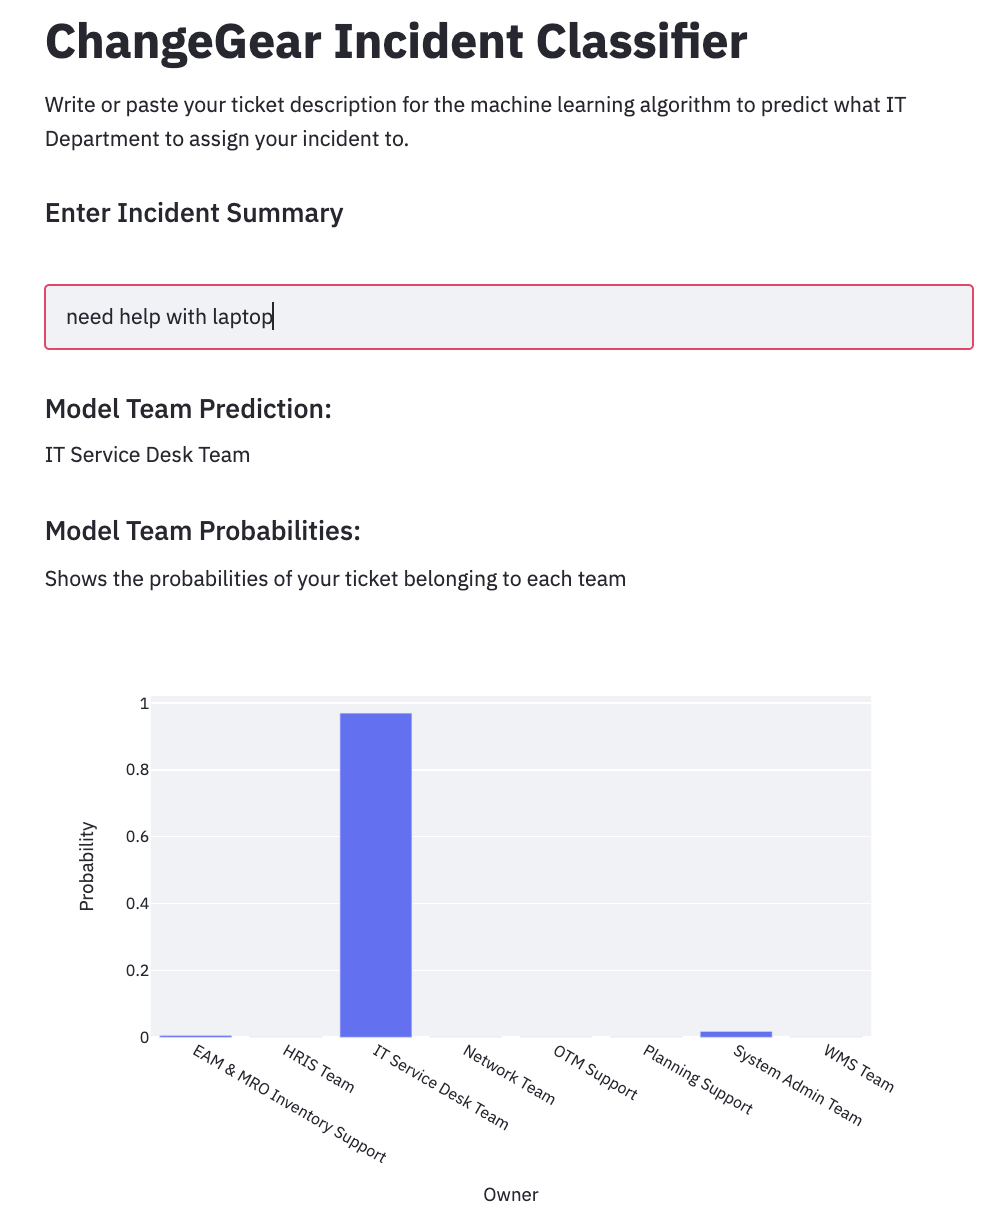 ChangeGear Incident Classifier
Write or paste your ticket description for the machine learning algorithm to predict what IT
Department to assign your incident to.
Enter Incident Summary
need help with laptop
Model Team Prediction:
IT Service Desk Team
Model Team Probabilities:
Shows the probabilities of your ticket belonging to each team
1
0.8
0.6
0.4
0.2
0
Probability
EAM & MRO Inventory Support
HRIS Team
IT Service Desk Team
Network Team
OTM Support
Planning Support
System Admin Team
WMS Team
Owner